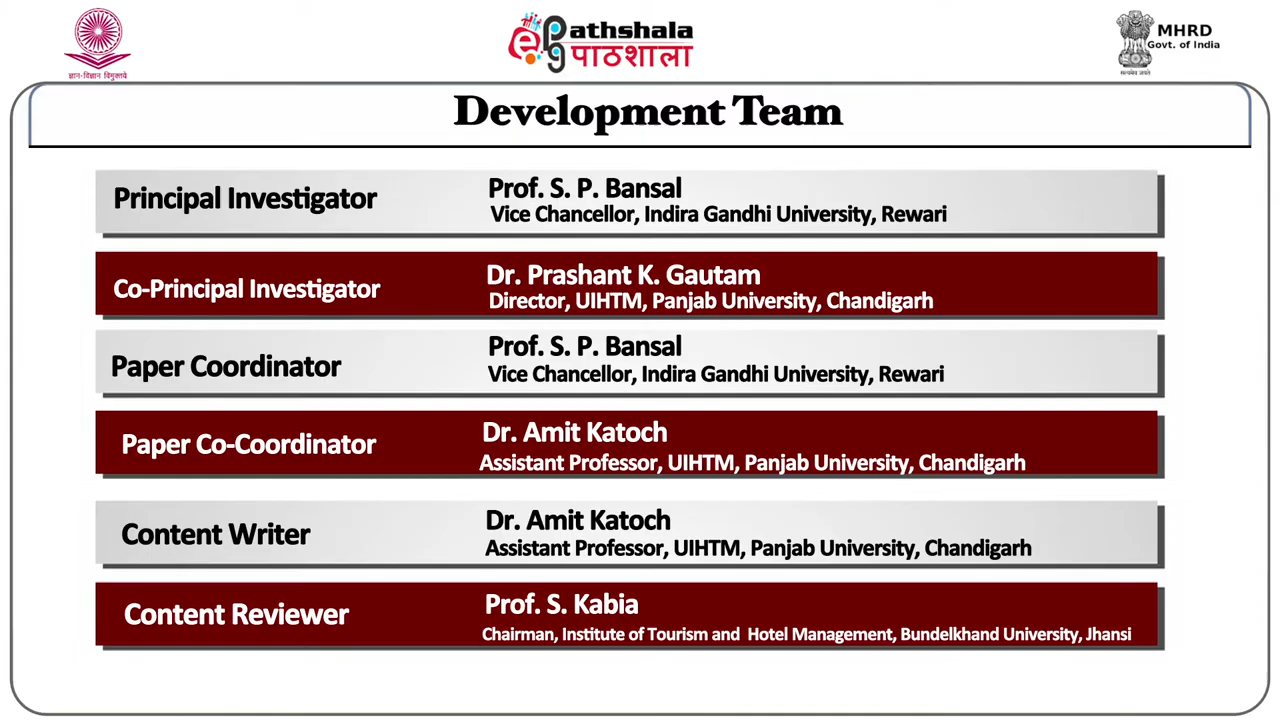 ज्ञान-विज्ञान विमुक्तये
Pathshala
पाठशाला
MHRD
Govt. of India
सत्यमेव जयते
Development Team
Principal Investigator
Prof. S. P. Bansal
Vice Chancellor, Indira Gandhi University, Rewari
Co-Principal Investigator
Dr. Prashant K. Gautam
Director, UIHTM, Panjab University, Chandigarh
Paper Coordinator
Prof. S. P. Bansal
Vice Chancellor, Indira Gandhi University, Rewari
Paper Co-Coordinator
Dr. Amit Katoch
Assistant Professor, UIHTM, Panjab University, Chandigarh
Content Writer
Dr. Amit Katoch
Assistant Professor, UIHTM, Panjab University, Chandigarh
Content Reviewer
Prof. S. Kabia
Chairman, Institute of Tourism and Hotel Management, Bundelkhand University, Jhansi